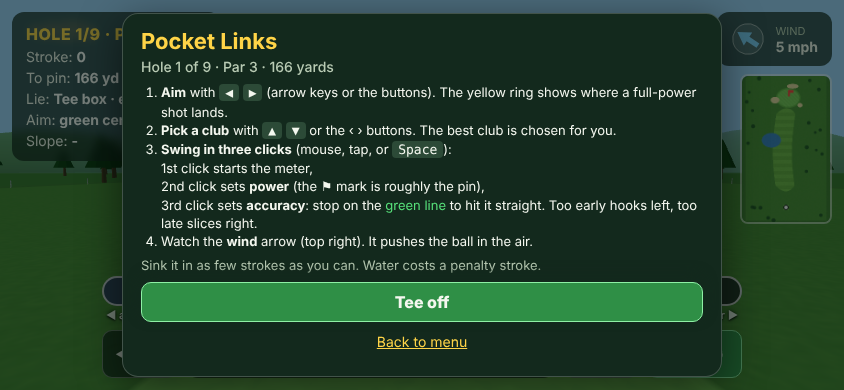 HOLE 1/9 · P
Stroke: 0
To pin: 166 yd
Lie: Tee box ·
Aim: green cen
Slope: -
Pocket Links
Hole 1 of 9 · Par 3 · 166 yards
1. Aim with ◀ ▶ (arrow keys or the buttons). The yellow ring shows where a full-power
shot lands.
2. Pick a club with ▲ ▼ or the ‹ › buttons. The best club is chosen for you.
3. Swing in three clicks (mouse, tap, or Space):
1st click starts the meter,
2nd click sets power (the ⚑ mark is roughly the pin),
3rd click sets accuracy: stop on the green line to hit it straight. Too early hooks left, too
late slices right.
4. Watch the wind arrow (top right). It pushes the ball in the air.
Sink it in as few strokes as you can. Water costs a penalty stroke.
Tee off
Back to menu
WIND
5 mph